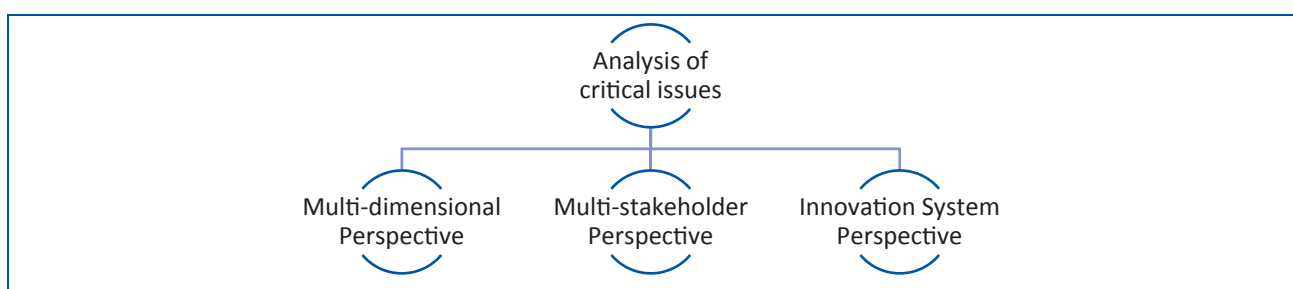 Analysis of
critical issues
Multi-dimensional
Perspective
Multi-stakeholder
Perspective
Innovation System
Perspective